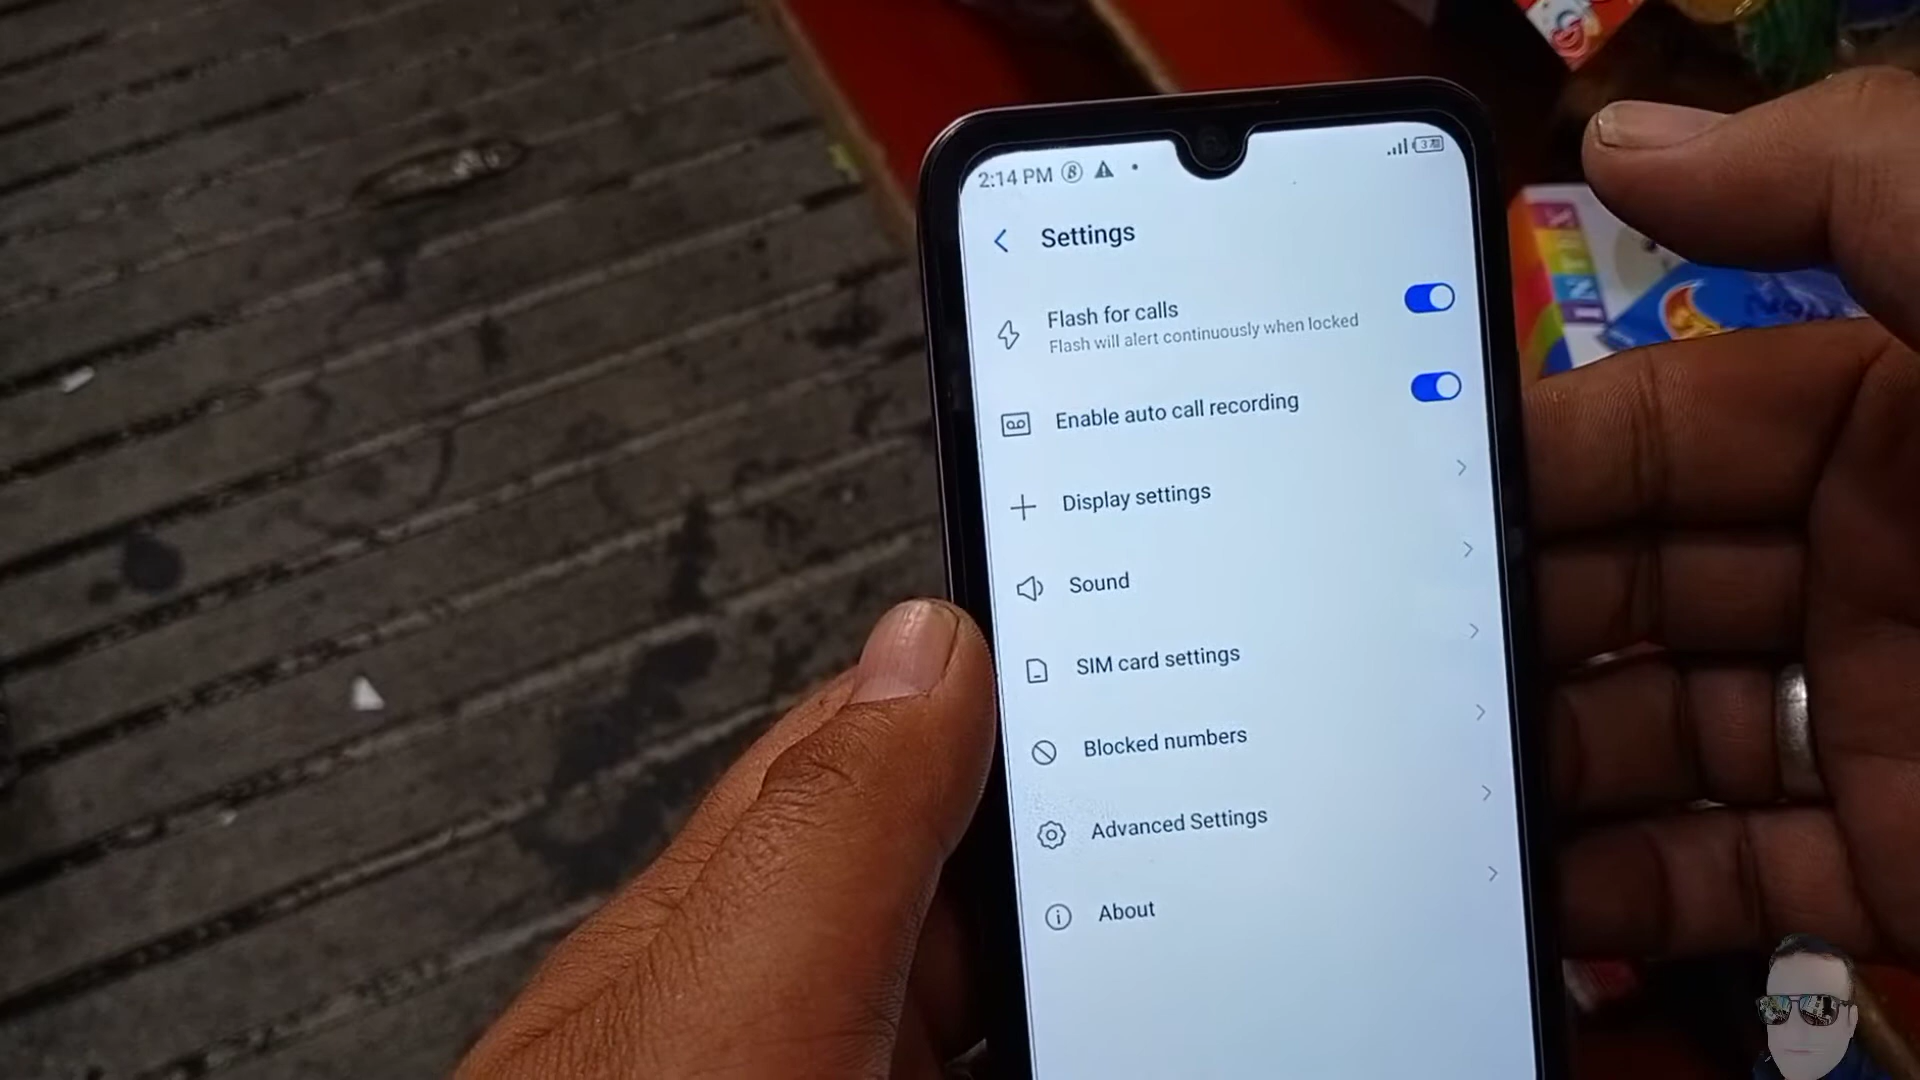 2:14 PM
37
Settings
Flash for calls
Flash will alert continuously when locked
Enable auto call recording
Display settings
Sound
SIM card settings
Blocked numbers
Advanced Settings
About